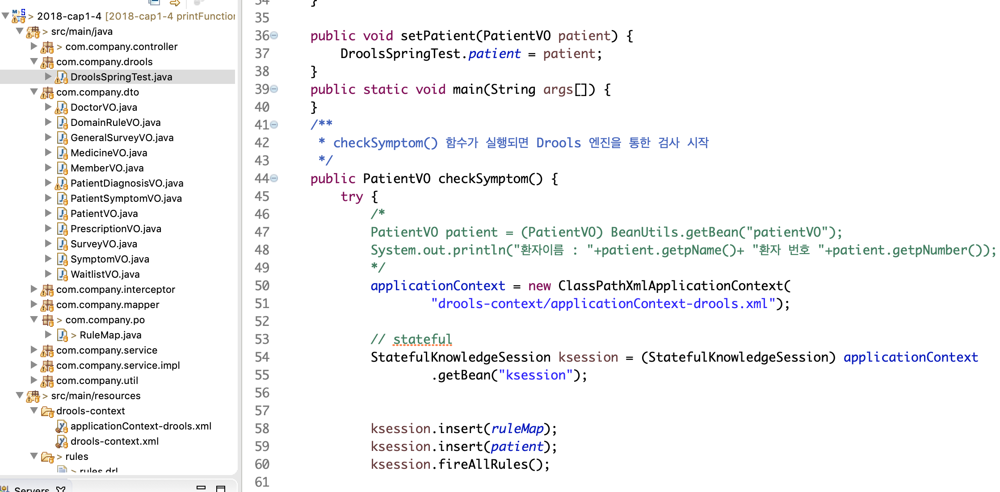 > 2018-cap1-4 [2018-cap1-4 printFunction
> src/main/java
> com.company.controller
com.company.drools
DroolsSpringTest.java
com.company.dto
DoctorVO.java
DomainRuleVO.java
GeneralSurveyVO.java
MedicineVO.java
MemberVO.java
PatientDiagnosisVO.java
PatientSymptomVO.java
PatientVO.java
PrescriptionVO.java
SurveyVO.java
SymptomVO.java
WaitlistVO.java
com.company.interceptor
com.company.mapper
> com.company.po
> RuleMap.java
com.company.service
com.company.service.impl
com.company.util
> src/main/resources
drools-context
applicationContext-drools.xml
drools-context.xml
> rules
> rules.drl
Servers
34 }
35
36 public void setPatient(PatientVO patient) {
37 DroolsSpringTest.patient = patient;
38 }
39 public static void main(String args[]) {
40 }
41 /**
42 * checkSymptom() 함수가 실행되면 Drools 엔진을 통한 검사 시작
43 */
44 public PatientVO checkSymptom() {
45 try {
46 /*
47 PatientVO patient = (PatientVO) BeanUtils.getBean("patientVO");
48 System.out.println("환자이름 : "+patient.getpName()+ "환자 번호 "+patient.getpNumber());
49 */
50 applicationContext = new ClassPathXmlApplicationContext(
51 "drools-context/applicationContext-drools.xml");
52
53 // stateful
54 StatefulKnowledgeSession ksession = (StatefulKnowledgeSession) applicationContext
55 .getBean("ksession");
56
57
58 ksession.insert(ruleMap);
59 ksession.insert(patient);
60 ksession.fireAllRules();
61